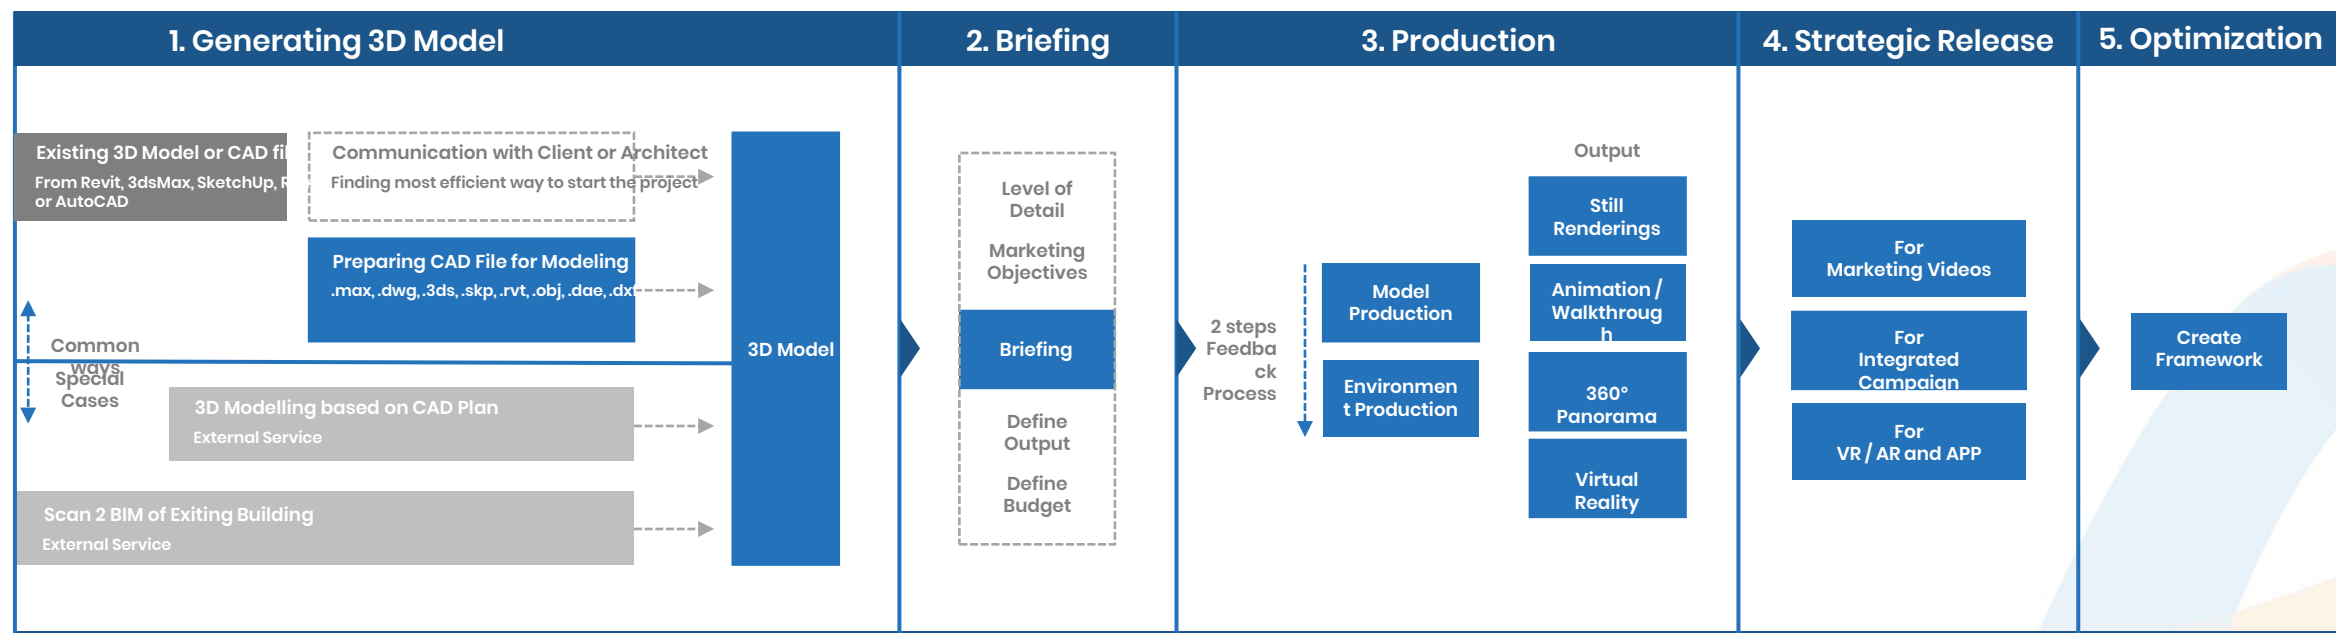 1. Generating 3D Model
2. Briefing
3. Production
4. Strategic Release
5. Optimization
Existing 3D Model or CAD fil
From Revit, 3dsMax, SketchUp, R
or AutoCAD
Communication with Client or Architect
Finding most efficient way to start the project
Preparing CAD File for Modeling
.max, .dwg, .3ds, .skp, .rvt, .obj, .dae, .dxf
Common
ways
Special
Cases
3D Modelling based on CAD Plan
External Service
Scan 2 BIM of Exiting Building
External Service
3D Model
Level of
Detail
Marketing
Objectives
Briefing
Define
Output
Define
Budget
2 steps
Feedba
ck
Process
Model
Production
Environmen
t Production
Output
Still
Renderings
Animation /
Walkthroug
h
360°
Panorama
Virtual
Reality
For
Marketing Videos
For
Integrated
Campaign
For
VR / AR and APP
Create
Framework